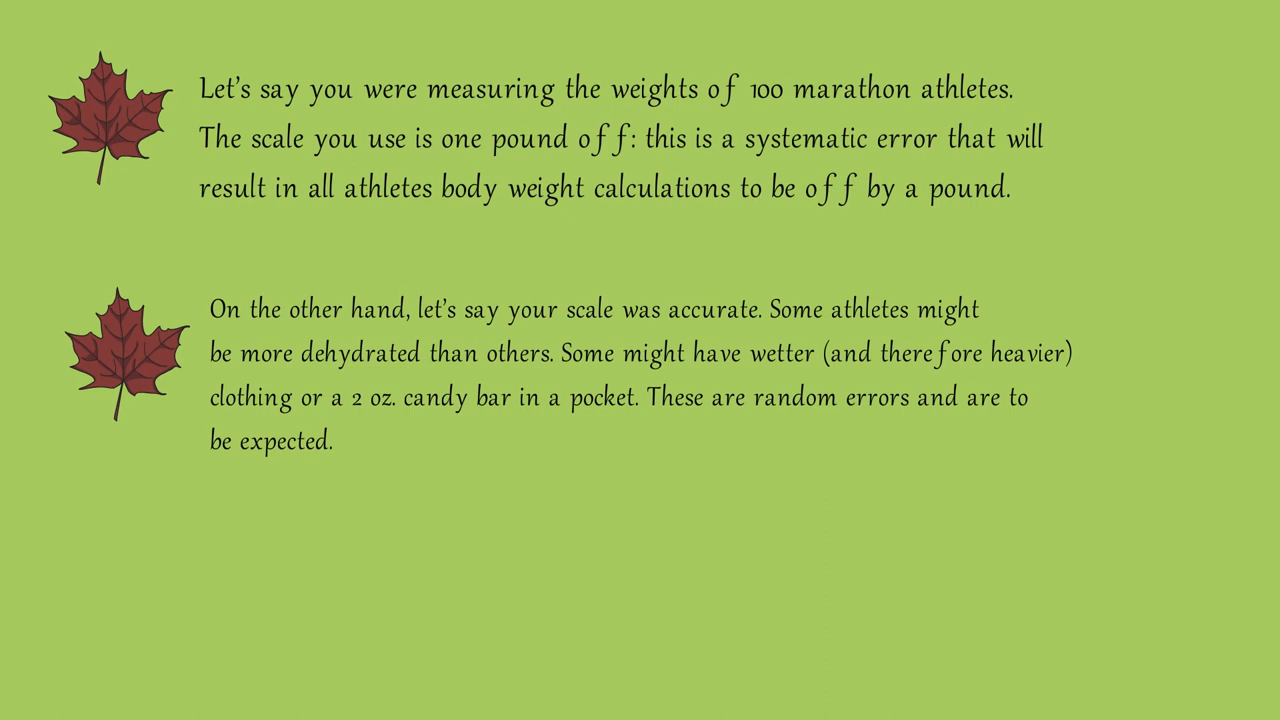 Let's say you were measuring the weights of 100 marathon athletes.
The scale you use is one pound off: this is a systematic error that will
result in all athletes body weight calculations to be off by a pound.
On the other hand, let's say your scale was accurate. Some athletes might
be more dehydrated than others. Some might have wetter (and therefore heavier)
clothing or a 2 oz. candy bar in a pocket. These are random errors and are to
be expected.